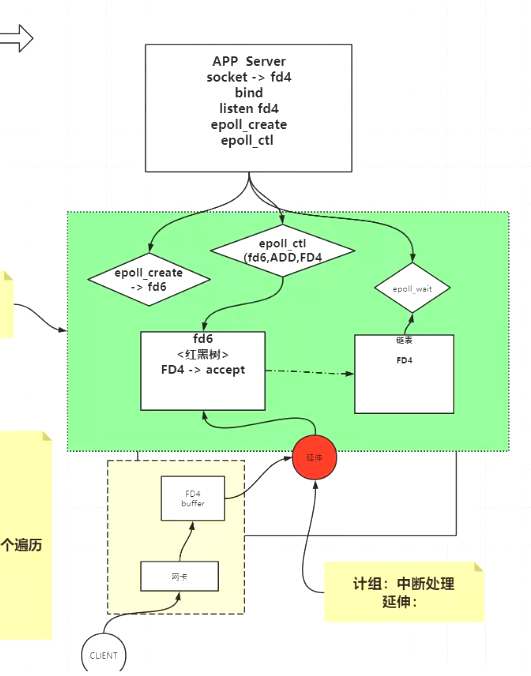 APP Server
socket -> fd4
bind
listen fd4
epoll_create
epoll_ctl
epoll_create
-> fd6
epoll_ctl
(fd6,ADD,FD4
epoll_wait
fd6
<红黑树>
FD4 -> accept
链表
FD4
延伸
FD4
buffer
网卡
CLIENT
个遍历
计组：中断处理
延伸：